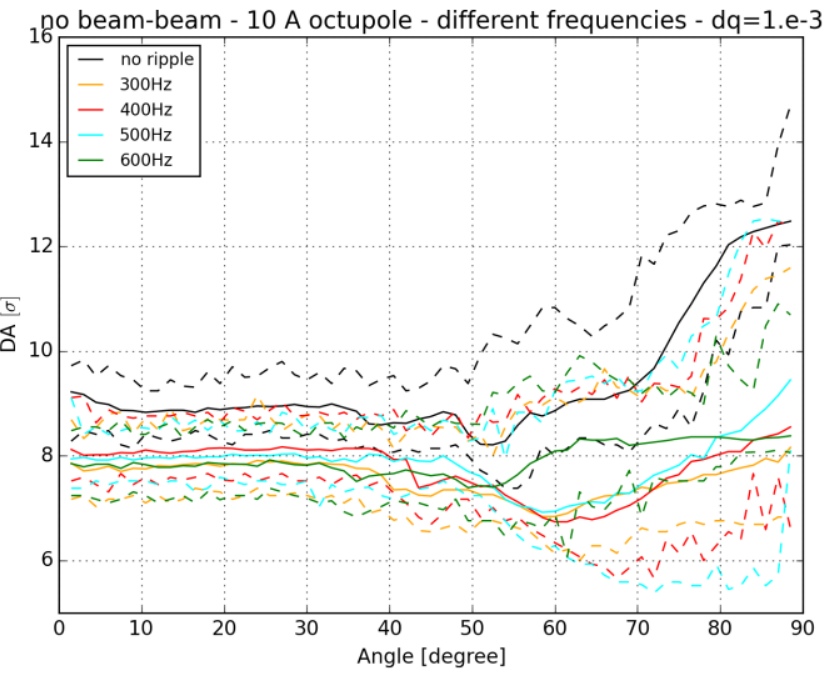 no beam-beam - 10 A octupole - different frequencies - dq=1.e-3
16
14
12
10
8
6
DA [σ]
no ripple
300Hz
400Hz
500Hz
600Hz
0 10 20 30 40 50 60 70 80 90
Angle [degree]